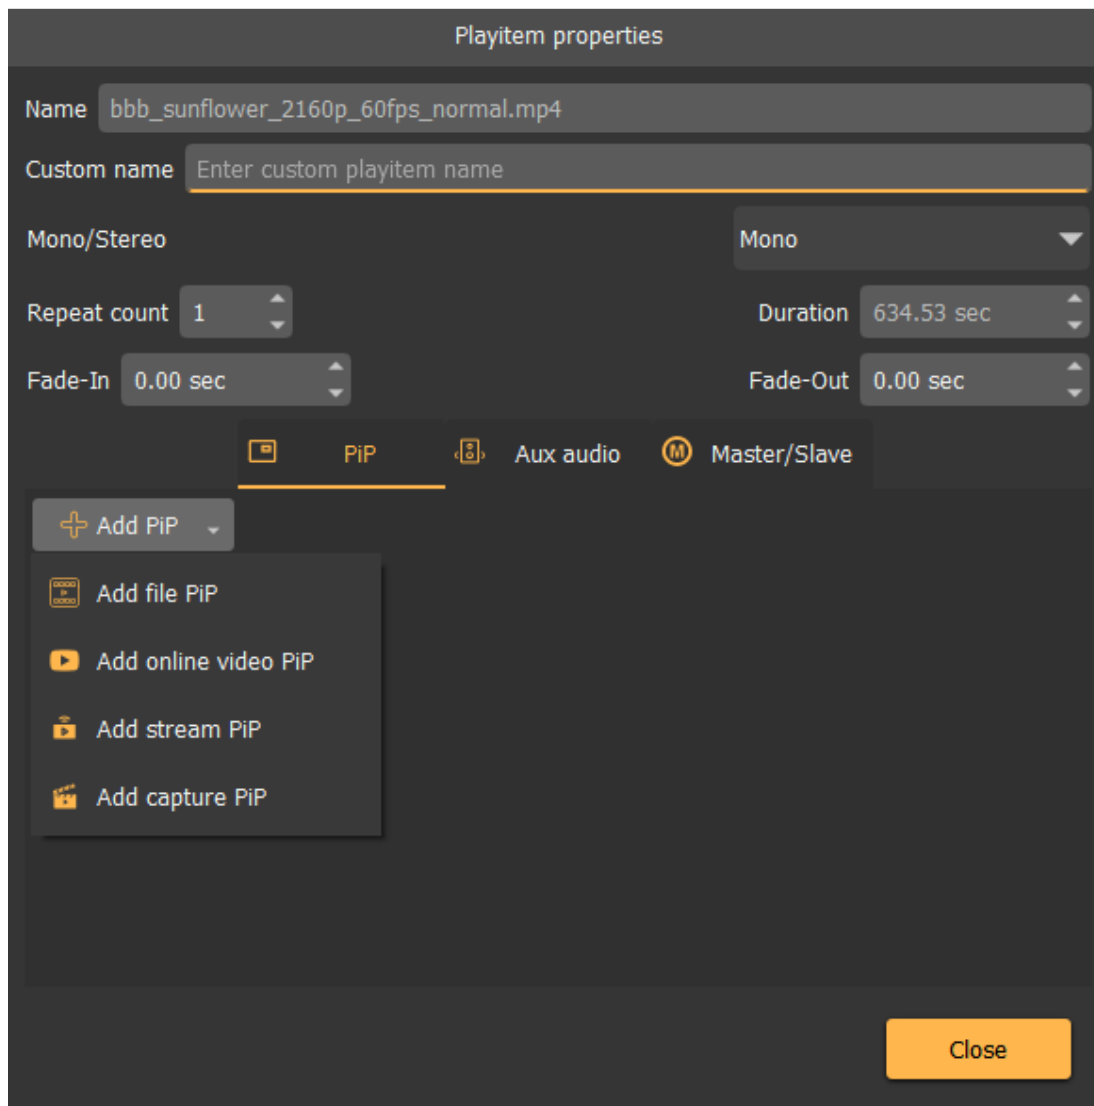 Playitem properties
Name bbb_sunflower_2160p_60fps_normal.mp4
Custom name Enter custom playitem name
Mono/Stereo Mono
Repeat count 1 Duration 634.53 sec
Fade-In 0.00 sec Fade-Out 0.00 sec
PiP Aux audio M Master/Slave
Add PiP
Add file PiP
Add online video PiP
Add stream PiP
Add capture PiP
Close